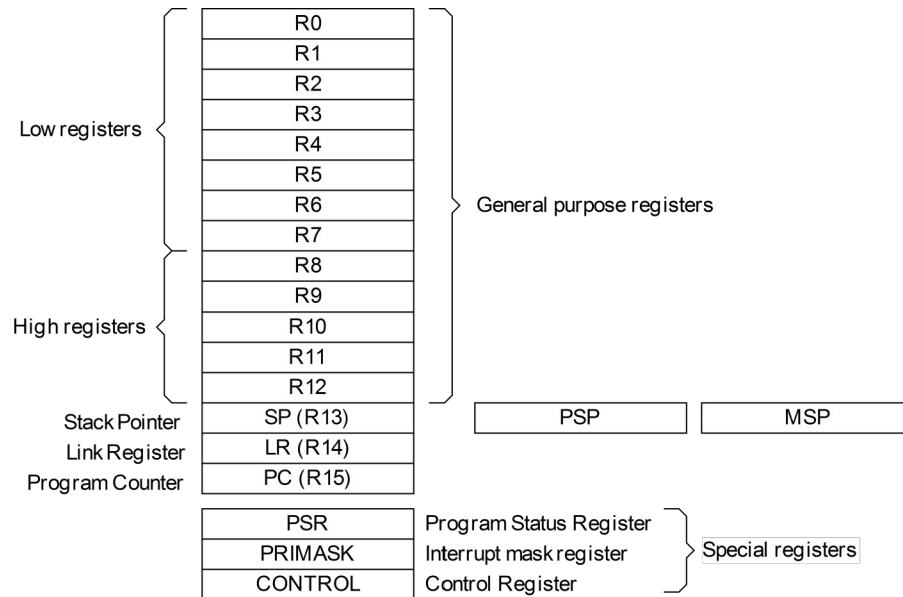 R0
R1
R2
R3
Low registers
R4
R5
R6
General purpose registers
R7
R8
R9
High registers
R10
R11
R12
Stack Pointer SP (R13) PSP MSP
Link Register LR (R14)
Program Counter PC (R15)
PSR Program Status Register
PRIMASK Interrupt mask register Special registers
CONTROL Control Register